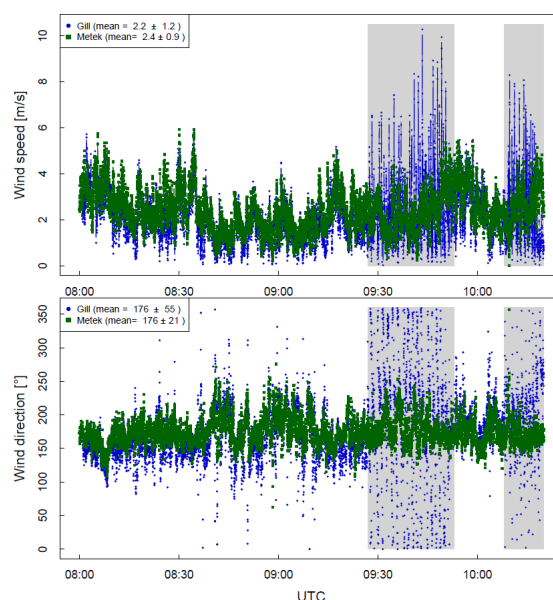 Gill (mean = 2.2 ± 1.2)
Metek (mean= 2.4 ± 0.9)
Wind speed [m/s]
10
8
6
4
2
0
08:00 08:30 09:00 09:30 10:00
Gill (mean = 176 ± 55)
Metek (mean= 176 ± 21)
Wind direction [°]
350
300
250
200
150
100
50
0
08:00 08:30 09:00 09:30 10:00
UTC